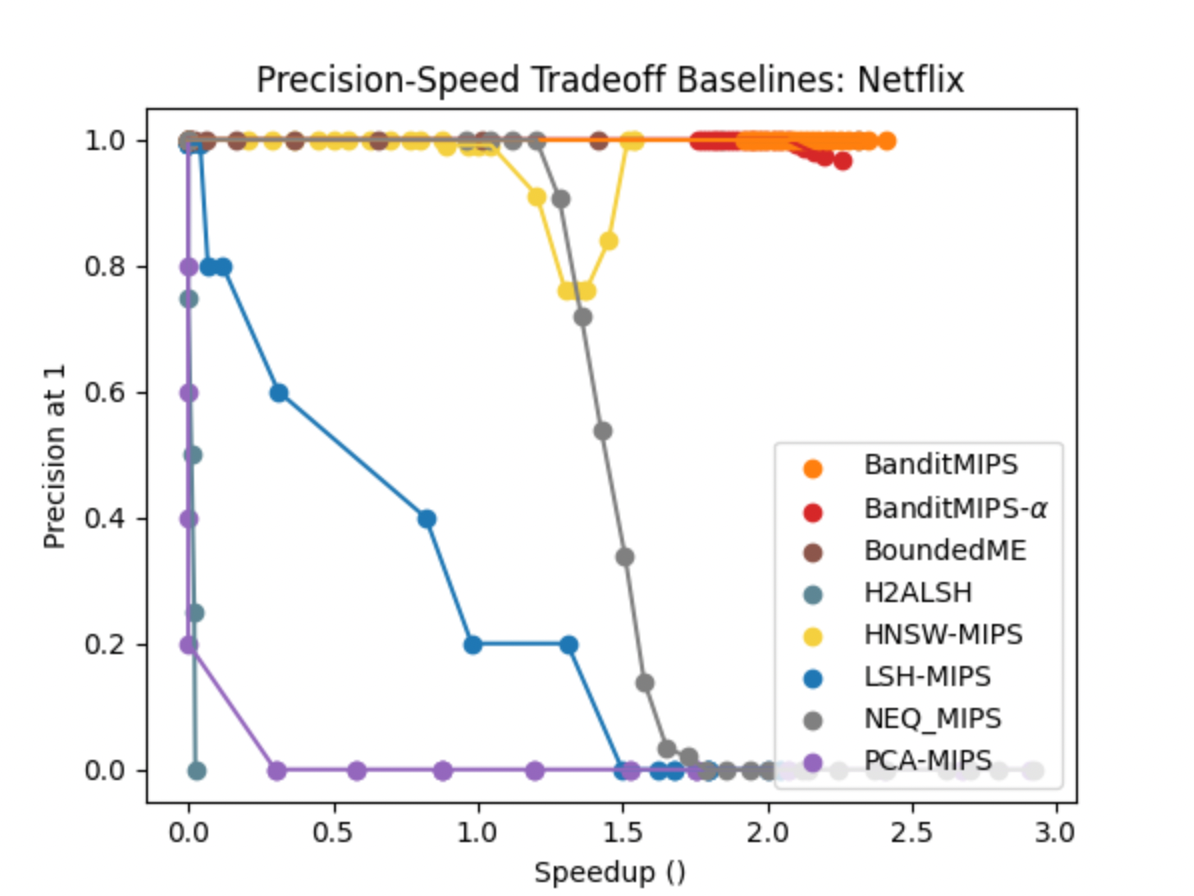 Precision-Speed Tradeoff Baselines: Netflix
Precision at 1
1.0
0.8
0.6
0.4
0.2
0.0
BanditMIPS
BanditMIPS-α
BoundedME
H2ALSH
HNSW-MIPS
LSH-MIPS
NEQ_MIPS
PCA-MIPS
0.0 0.5 1.0 1.5 2.0 2.5 3.0
Speedup ()